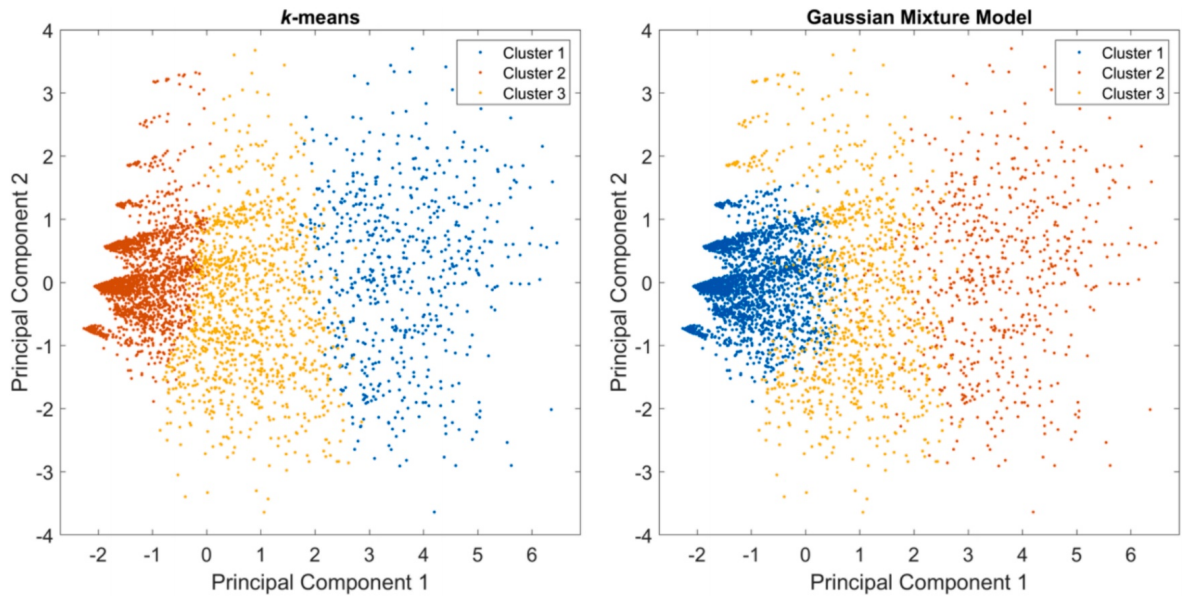 k-means
4
3
2
1
0
-1
-2
-3
-4
Principal Component 2
Cluster 1
Cluster 2
Cluster 3
-2 -1 0 1 2 3 4 5 6
Principal Component 1
Gaussian Mixture Model
4
3
2
1
0
-1
-2
-3
-4
Principal Component 2
Cluster 1
Cluster 2
Cluster 3
-2 -1 0 1 2 3 4 5 6
Principal Component 1